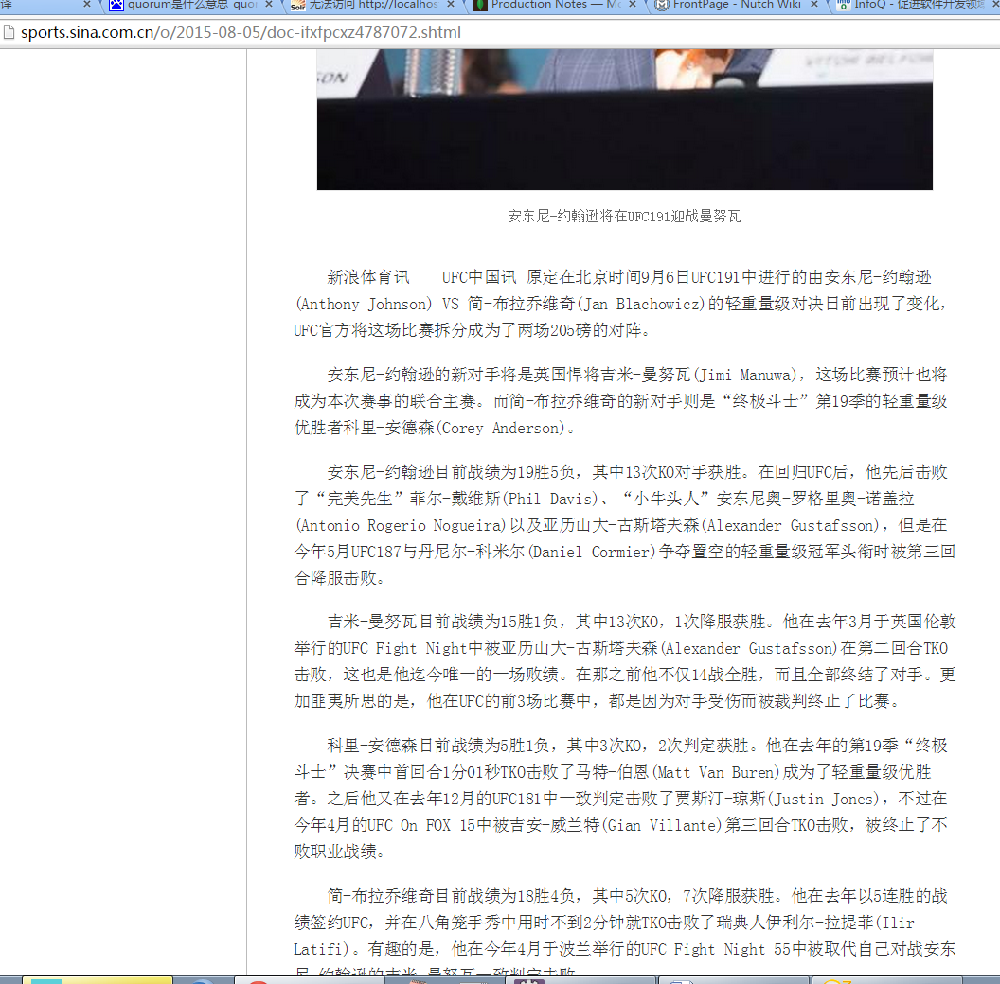 译
quorum是什么意思_quo
无法访问 http://localhos
Production Notes — Mo
FrontPage - Nutch Wiki
InfoQ - 促进软件开发领域
sports.sina.com.cn/o/2015-08-05/doc-ifxfpcxz4787072.shtml
SON
VITOR BELFOR
安东尼-约翰逊将在UFC191迎战曼努瓦
新浪体育讯 UFC中国讯 原定在北京时间9月6日UFC191中进行的由安东尼-约翰逊
(Anthony Johnson) VS 简-布拉乔维奇(Jan Blachowicz)的轻重量级对决日前出现了变化，
UFC官方将这场比赛拆分成为了两场205磅的对阵。
安东尼-约翰逊的新对手将是英国悍将吉米-曼努瓦(Jimi Manuwa)，这场比赛预计也将
成为本次赛事的联合主赛。而简-布拉乔维奇的新对手则是“终极斗士”第19季的轻重量级
优胜者科里-安德森(Corey Anderson)。
安东尼-约翰逊目前战绩为19胜5负，其中13次KO对手获胜。在回归UFC后，他先后击败
了“完美先生”菲尔-戴维斯(Phil Davis)、“小牛头人”安东尼奥-罗格里奥-诺盖拉
(Antonio Rogerio Nogueira)以及亚历山大-古斯塔夫森(Alexander Gustafsson)，但是在
今年5月UFC187与丹尼尔-科米尔(Daniel Cormier)争夺置空的轻重量级冠军头衔时被第三回
合降服击败。
吉米-曼努瓦目前战绩为15胜1负，其中13次KO，1次降服获胜。他在去年3月于英国伦敦
举行的UFC Fight Night中被亚历山大-古斯塔夫森(Alexander Gustafsson)在第二回合TKO
击败，这也是他迄今唯一的一场败绩。在那之前他不仅14战全胜，而且全部终结了对手。更
加匪夷所思的是，他在UFC的前3场比赛中，都是因为对手受伤而被裁判终止了比赛。
科里-安德森目前战绩为5胜1负，其中3次KO，2次判定获胜。他在去年的第19季“终极
斗士”决赛中首回合1分01秒TKO击败了马特-伯恩(Matt Van Buren)成为了轻重量级优胜
者。之后他又在去年12月的UFC181中一致判定击败了贾斯汀-琼斯(Justin Jones)，不过在
今年4月的UFC On FOX 15中被吉安-威兰特(Gian Villante)第三回合TKO击败，被终止了不
败职业战绩。
简-布拉乔维奇目前战绩为18胜4负，其中5次KO，7次降服获胜。他在去年以5连胜的战
绩签约UFC，并在八角笼手秀中用时不到2分钟就TKO击败了瑞典人伊利尔-拉提菲(Ilir
Latifi)。有趣的是，他在今年4月于波兰举行的UFC Fight Night 55中被取代自己对战安东
尼-约翰逊的吉米-曼努瓦一致判定击败